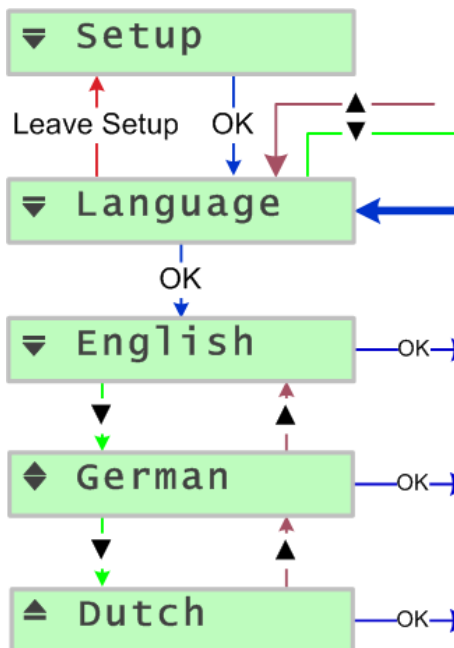 Setup
Leave Setup OK
Language
OK
English
OK
German
OK
Dutch
OK